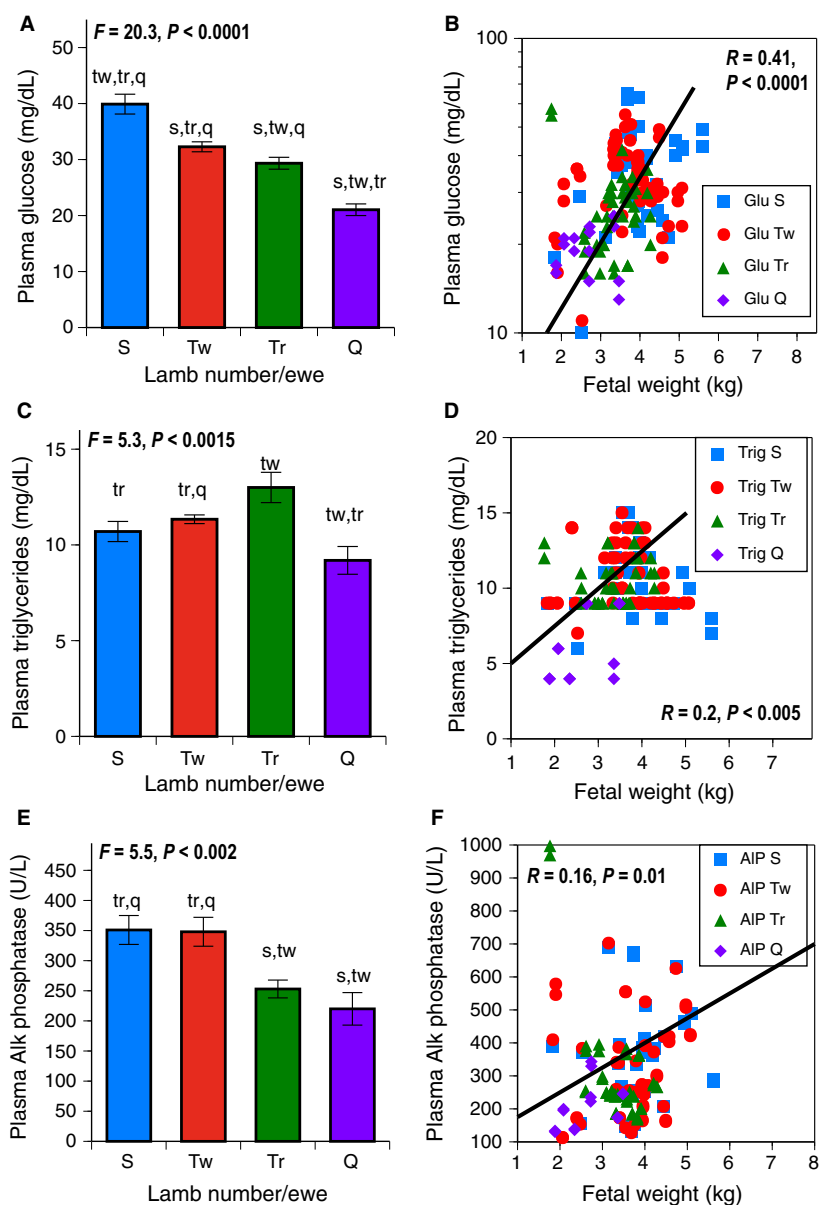 A
F = 20.3, P < 0.0001
Plasma glucose (mg/dL)
50
40
30
20
10
0
tw,tr,q
s,tr,q
s,tw,q
s,tw,tr
S Tw Tr Q
Lamb number/ewe
B
R = 0.41,
P < 0.0001
Plasma glucose (mg/dL)
100
10
Glu S
Glu Tw
Glu Tr
Glu Q
1 2 3 4 5 6 7 8
Fetal weight (kg)
C
F = 5.3, P < 0.0015
Plasma triglycerides (mg/dL)
15
10
5
0
tr
tr,q
tw
tw,tr
S Tw Tr Q
Lamb number/ewe
D
Plasma triglycerides (mg/dL)
20
15
10
5
0
Trig S
Trig Tw
Trig Tr
Trig Q
R = 0.2, P < 0.005
1 2 3 4 5 6 7
Fetal weight (kg)
E
F = 5.5, P < 0.002
Plasma Alk phosphatase (U/L)
450
400
350
300
250
200
150
100
50
0
tr,q
tr,q
s,tw
s,tw
S Tw Tr Q
Lamb number/ewe
F
R = 0.16, P = 0.01
Plasma Alk phosphatase (U/L)
1000
900
800
700
600
500
400
300
200
100
AlP S
AlP Tw
AlP Tr
AlP Q
1 2 3 4 5 6 7 8
Fetal weight (kg)